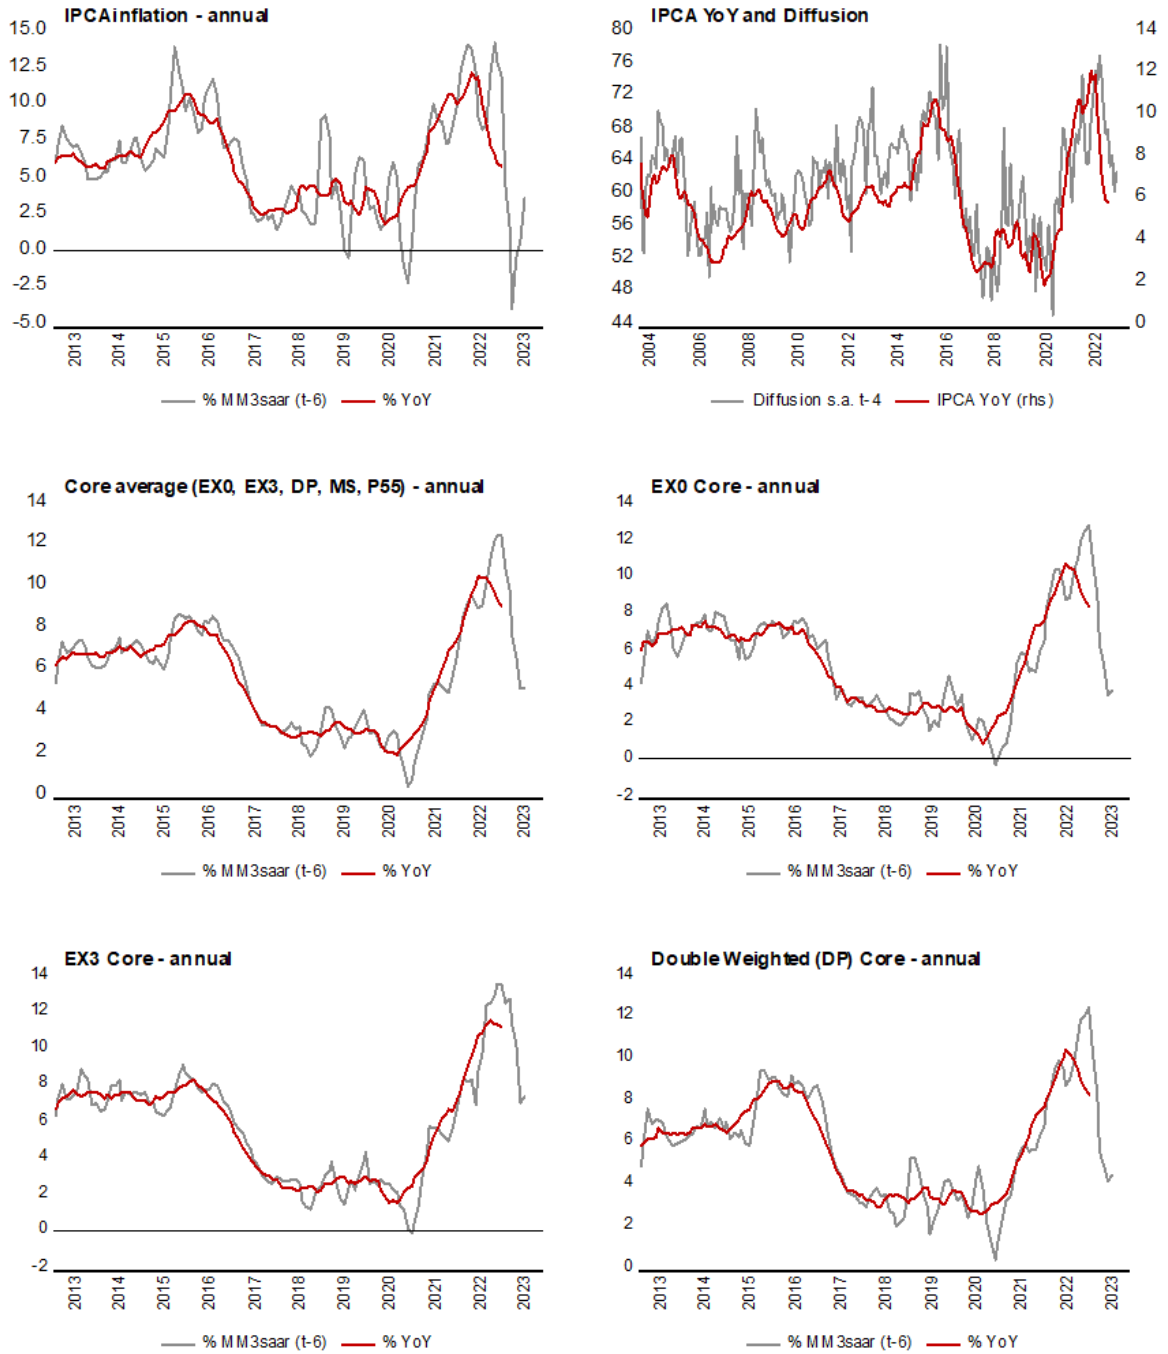 IPCA inflation - annual
15.0
12.5
10.0
7.5
5.0
2.5
0.0
-2.5
-5.0
2013 2014 2015 2016 2017 2018 2019 2020 2021 2022 2023
% MM3saar (t-6) % YoY
IPCA YoY and Diffusion
80 14
76 12
72 10
68
64 8
60 6
56
52 4
48 2
44 0
2004 2006 2008 2010 2012 2014 2016 2018 2020 2022
Diffusion s.a. t-4 IPCA YoY (rhs)
Core average (EX0, EX3, DP, MS, P55) - annual
14
12
10
8
6
4
2
0
2013 2014 2015 2016 2017 2018 2019 2020 2021 2022 2023
% MM3saar (t-6) % YoY
EX0 Core - annual
14
12
10
8
6
4
2
0
-2
2013 2014 2015 2016 2017 2018 2019 2020 2021 2022 2023
% MM3saar (t-6) % YoY
EX3 Core - annual
14
12
10
8
6
4
2
0
-2
2013 2014 2015 2016 2017 2018 2019 2020 2021 2022 2023
% MM3saar (t-6) % YoY
Double Weighted (DP) Core - annual
14
12
10
8
6
4
2
0
2013 2014 2015 2016 2017 2018 2019 2020 2021 2022 2023
% MM3saar (t-6) % YoY